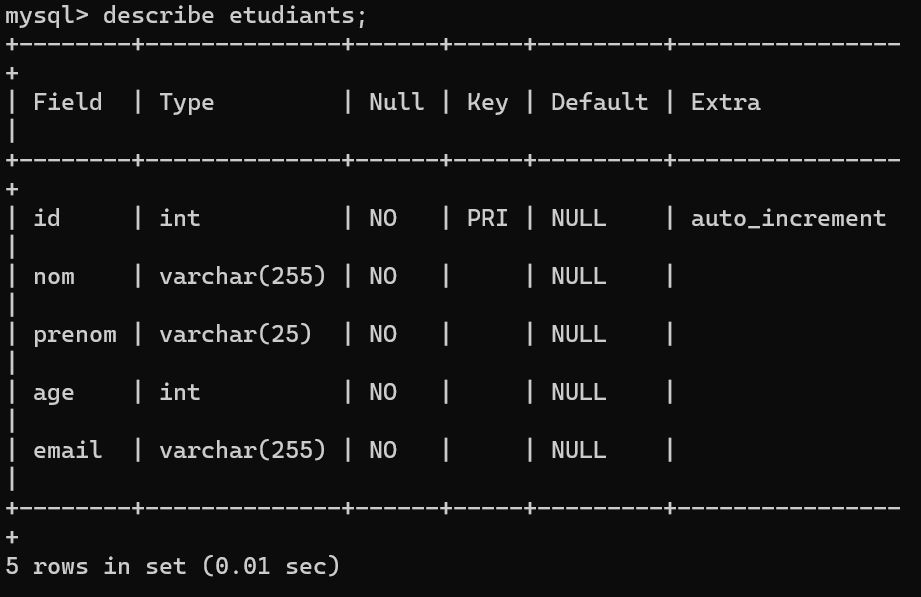 mysql> describe etudiants;
+--------+--------------+------+-----+---------+----------------
+
| Field  | Type         | Null | Key | Default | Extra
|
+--------+--------------+------+-----+---------+----------------
+
| id     | int          | NO   | PRI | NULL    | auto_increment
|
| nom    | varchar(255) | NO   |     | NULL    |
|
| prenom | varchar(25)  | NO   |     | NULL    |
|
| age    | int          | NO   |     | NULL    |
|
| email  | varchar(255) | NO   |     | NULL    |
|
+--------+--------------+------+-----+---------+----------------
+
5 rows in set (0.01 sec)